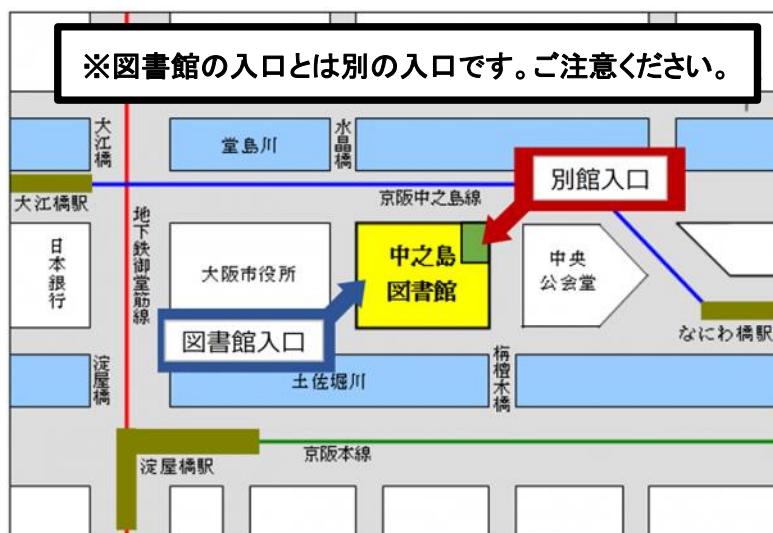 ※図書館の入口とは別の入口です。ご注意ください。
大江橋
堂島川
水晶橋
別館入口
大江橋駅
京阪中之島線
地下鉄御堂筋線
日本銀行
大阪市役所
中之島
図書館
中央
公会堂
図書館入口
なにわ橋駅
淀屋橋
土佐堀川
栴檀木橋
淀屋橋駅
京阪本線